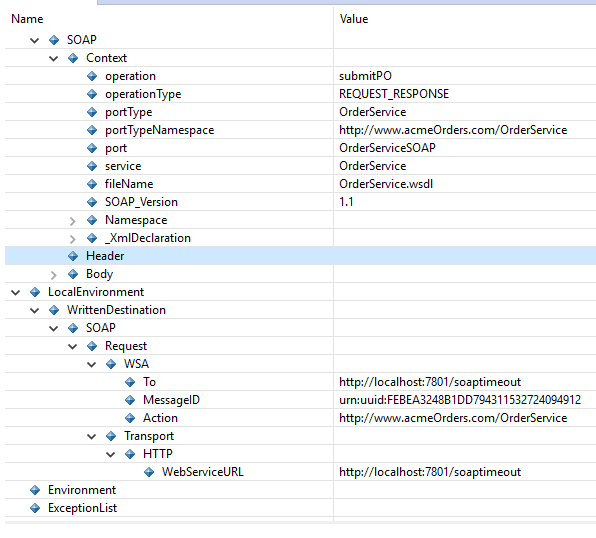 Name Value
SOAP
Context
operation submitPO
operationType REQUEST_RESPONSE
portType OrderService
portTypeNamespace http://www.acmeOrders.com/OrderService
port OrderServiceSOAP
service OrderService
fileName OrderService.wsdl
SOAP_Version 1.1
Namespace
_XmlDeclaration
Header
Body
LocalEnvironment
WrittenDestination
SOAP
Request
WSA
To http://localhost:7801/soaptimeout
MessageID urn:uuid:FEBEA3248B1DD794311532724094912
Action http://www.acmeOrders.com/OrderService
Transport
HTTP
WebServiceURL http://localhost:7801/soaptimeout
Environment
ExceptionList